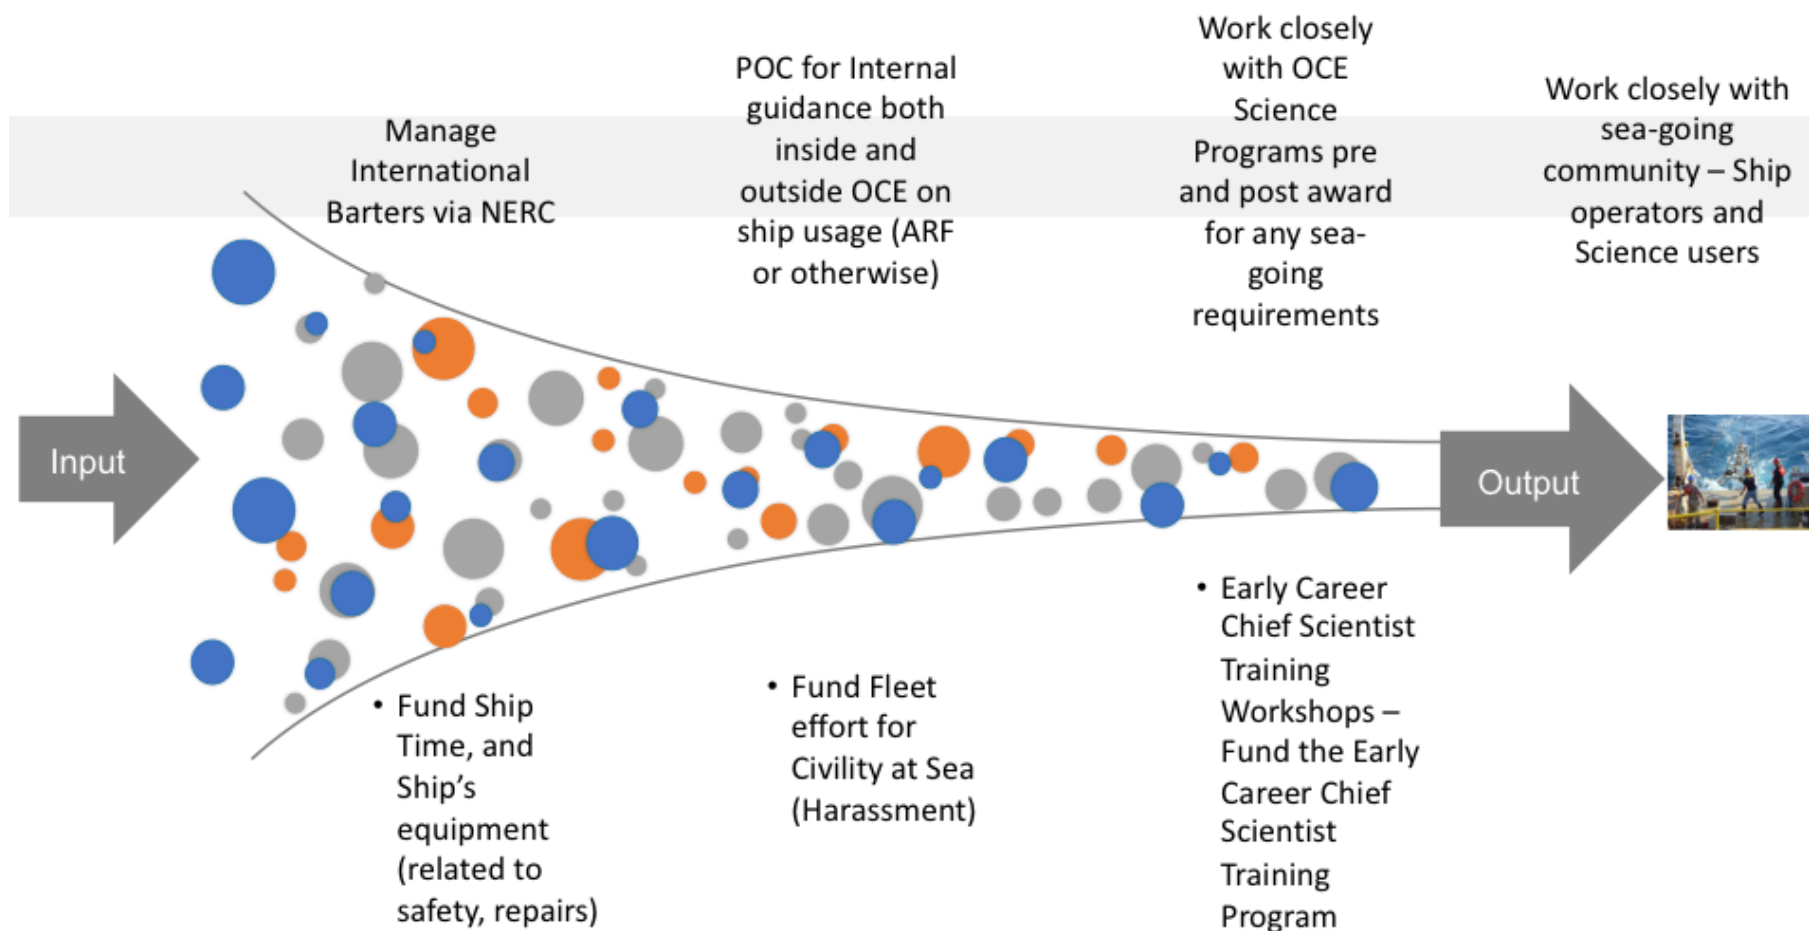 Manage
International
Barters via NERC
POC for Internal
guidance both
inside and
outside OCE on
ship usage (ARF
or otherwise)
Work closely
with OCE
Science
Programs pre
and post award
for any sea-
going
requirements
Work closely with
sea-going
community – Ship
operators and
Science users
Input
Output
• Fund Ship
Time, and
Ship’s
equipment
(related to
safety, repairs)
• Fund Fleet
effort for
Civility at Sea
(Harassment)
• Early Career
Chief Scientist
Training
Workshops –
Fund the Early
Career Chief
Scientist
Training
Program